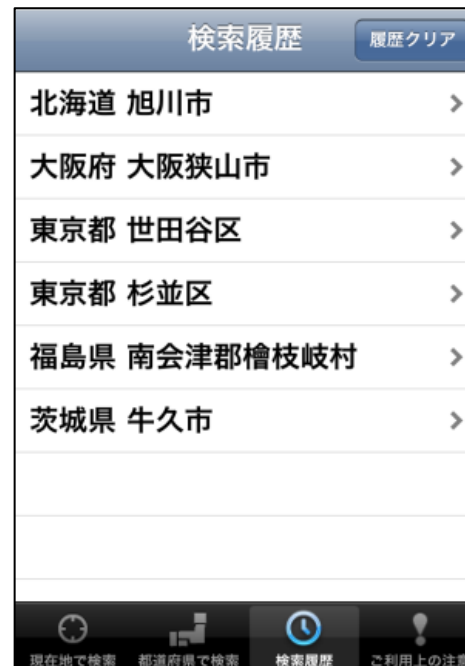 検索履歴
履歴クリア
北海道 旭川市
大阪府 大阪狭山市
東京都 世田谷区
東京都 杉並区
福島県 南会津郡檜枝岐村
茨城県 牛久市
現在地で検索 都道府県で検索 検索履歴 ご利用上の注意